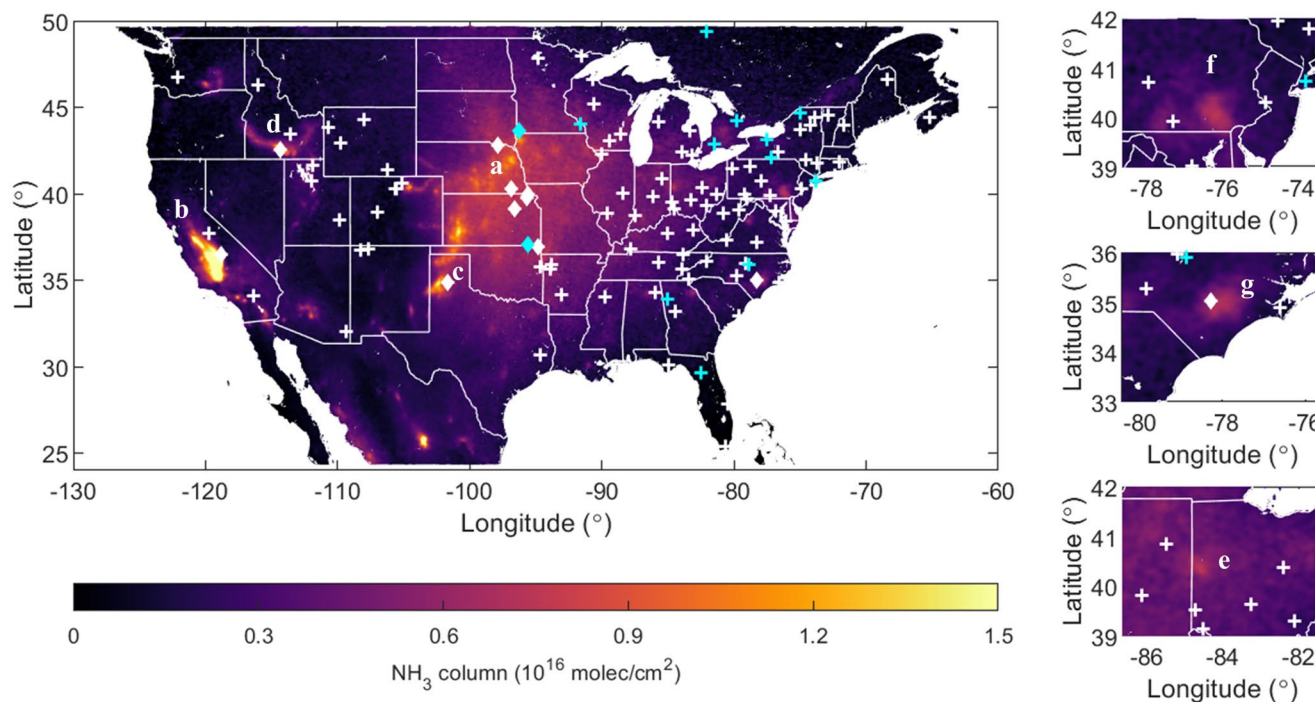 50
45
40
35
30
25
Latitude (°)
-130
-120
-110
-100
-90
-80
-70
-60
Longitude (°)
a
b
c
d
0
0.3
0.6
0.9
1.2
1.5
NH3 column (10^16 molec/cm^2)
42
41
40
39
Latitude (°)
f
-78
-76
-74
Longitude (°)
36
35
34
33
Latitude (°)
g
-80
-78
-76
Longitude (°)
42
41
40
39
Latitude (°)
e
-86
-84
-82
Longitude (°)